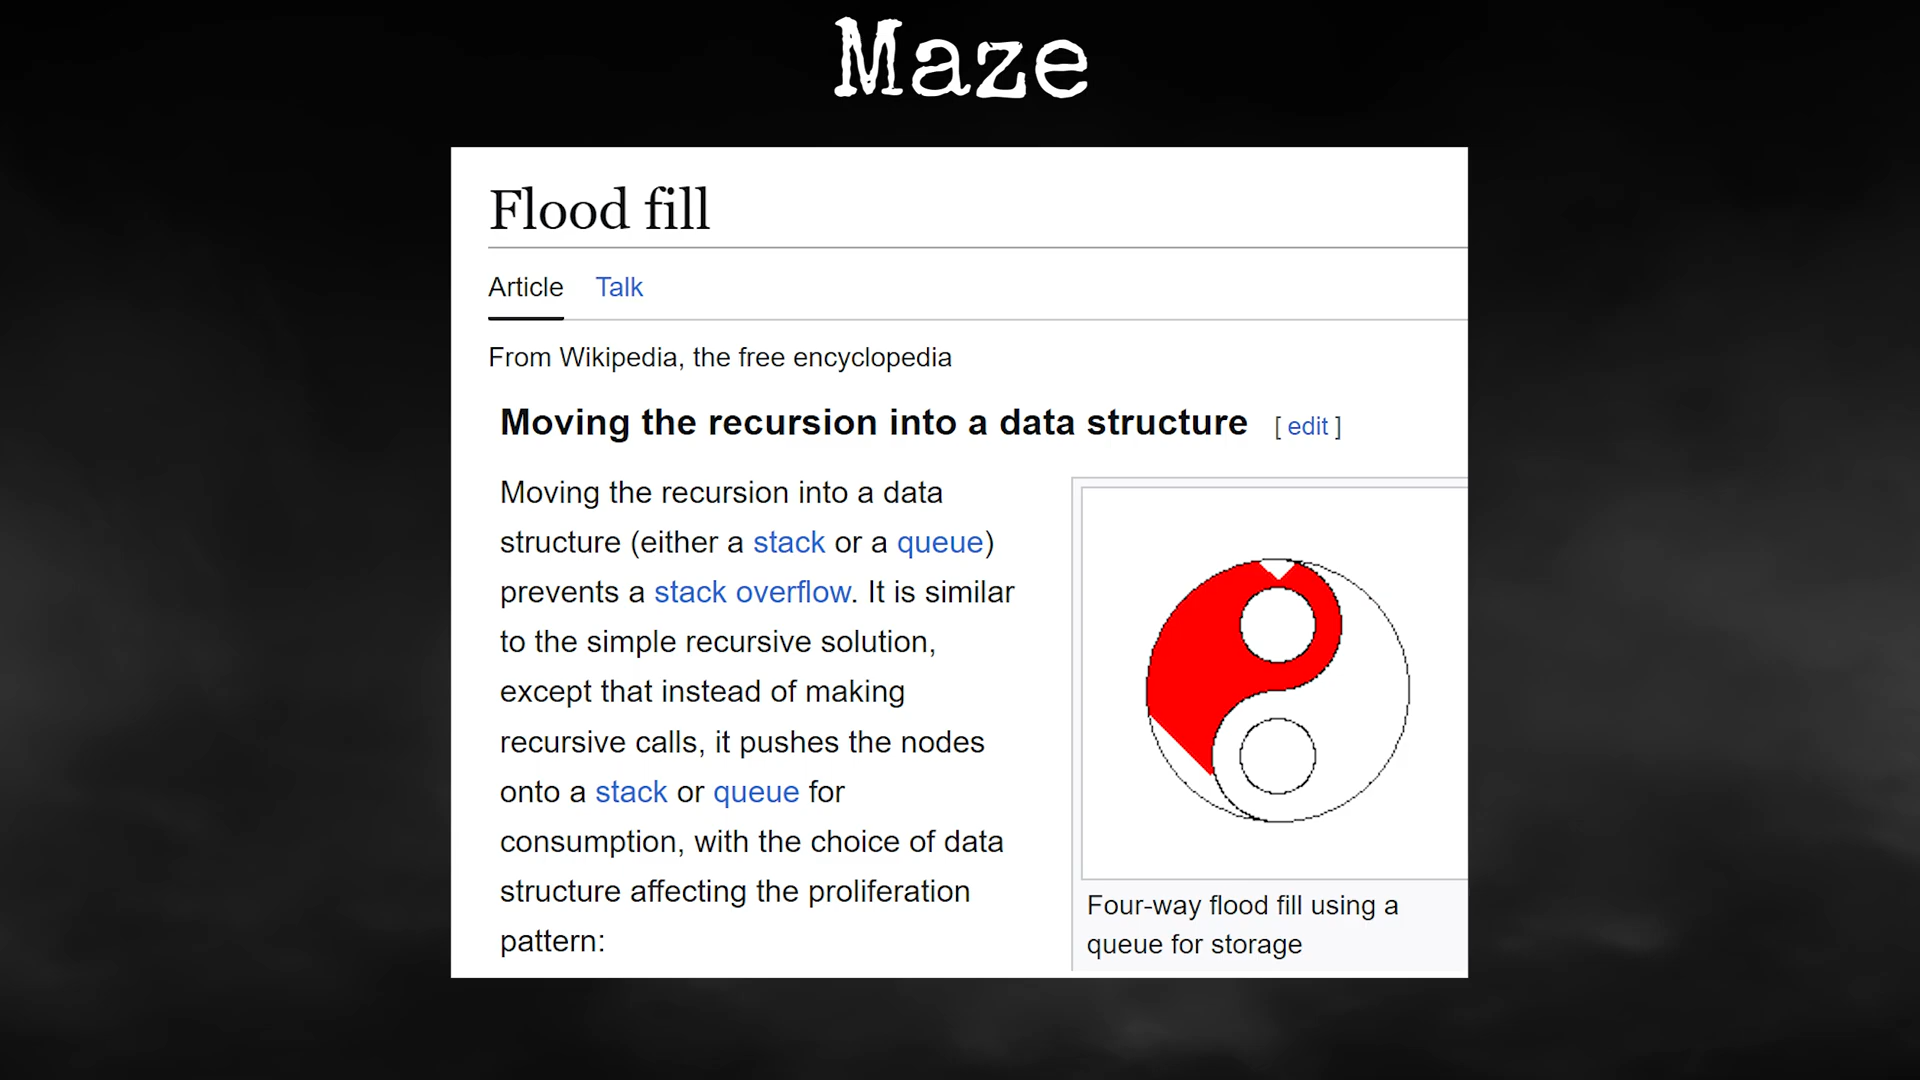 Maze
Flood fill
Article Talk
From Wikipedia, the free encyclopedia
Moving the recursion into a data structure [ edit ]
Moving the recursion into a data
structure (either a stack or a queue)
prevents a stack overflow. It is similar
to the simple recursive solution,
except that instead of making
recursive calls, it pushes the nodes
onto a stack or queue for
consumption, with the choice of data
structure affecting the proliferation
pattern:
Four-way flood fill using a
queue for storage